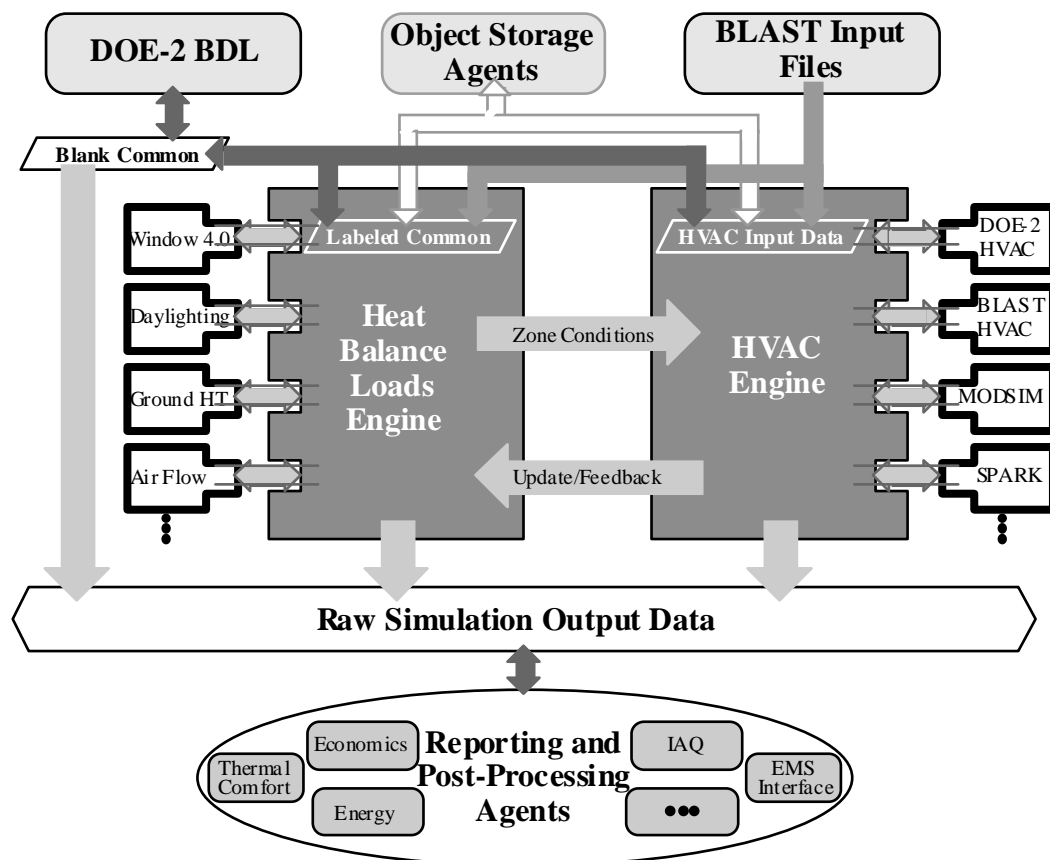 DOE-2 BDL
Object Storage
Agents
BLAST Input
Files
Blank Common
Window 4.0
Labeled Common
HVAC Input Data
DOE-2
HVAC
Daylighting
Heat
Balance
Loads
Engine
Zone Conditions
HVAC
Engine
BLAST
HVAC
Ground HT
MODSIM
Air Flow
Update/Feedback
SPARK
Raw Simulation Output Data
Reporting and
Post-Processing
Agents
Economics
Thermal
Comfort
Energy
IAQ
EMS
Interface